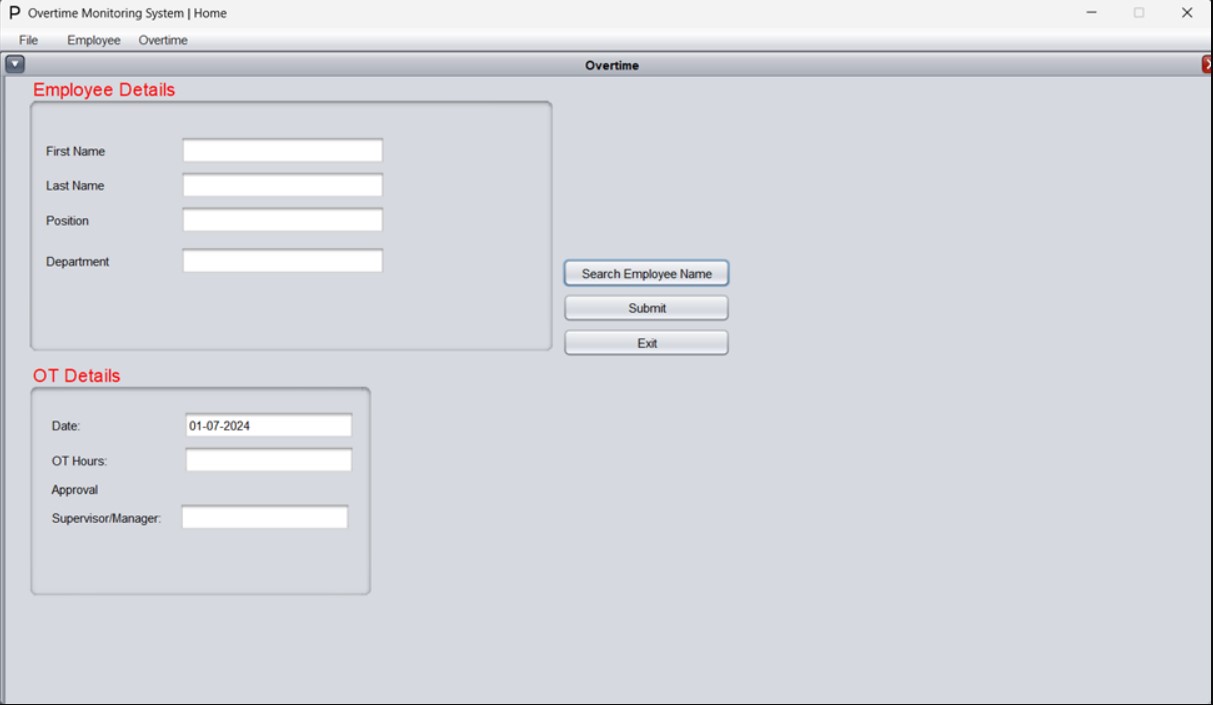 P Overtime Monitoring System | Home
File Employee Overtime
Overtime
Employee Details
First Name
Last Name
Position
Department
Search Employee Name
Submit
Exit
OT Details
Date: 01-07-2024
OT Hours:
Approval
Supervisor/Manager: